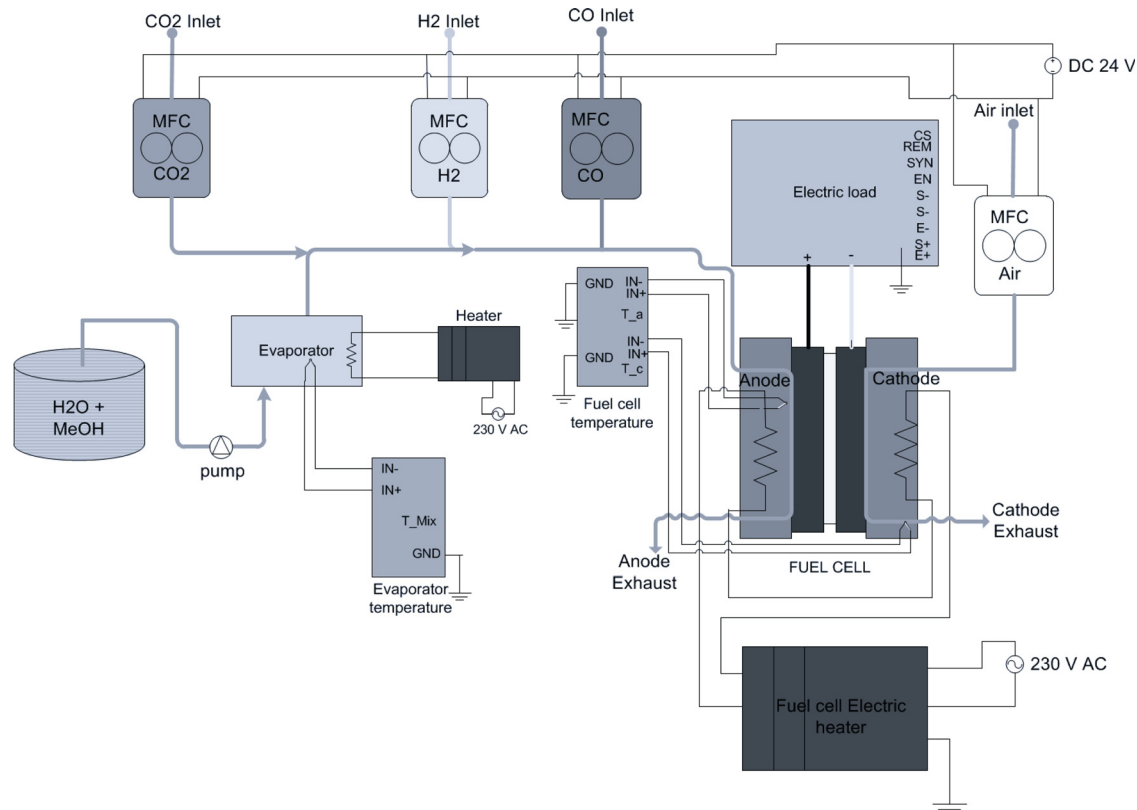 CO2 Inlet
H2 Inlet
CO Inlet
DC 24 V
+
-
MFC
CO2
MFC
H2
MFC
CO
Air inlet
MFC
Air
Electric load
CS
REM
SYN
EN
S-
S-
E-
S+
E+
+
-
GND
IN-
IN+
T_a
IN-
GND
IN+
T_c
Fuel cell
temperature
Heater
230 V AC
Evaporator
H2O +
MeOH
pump
IN-
IN+
T_Mix
GND
Evaporator
temperature
Anode
Cathode
Anode
Exhaust
Cathode
Exhaust
FUEL CELL
Fuel cell Electric
heater
230 V AC